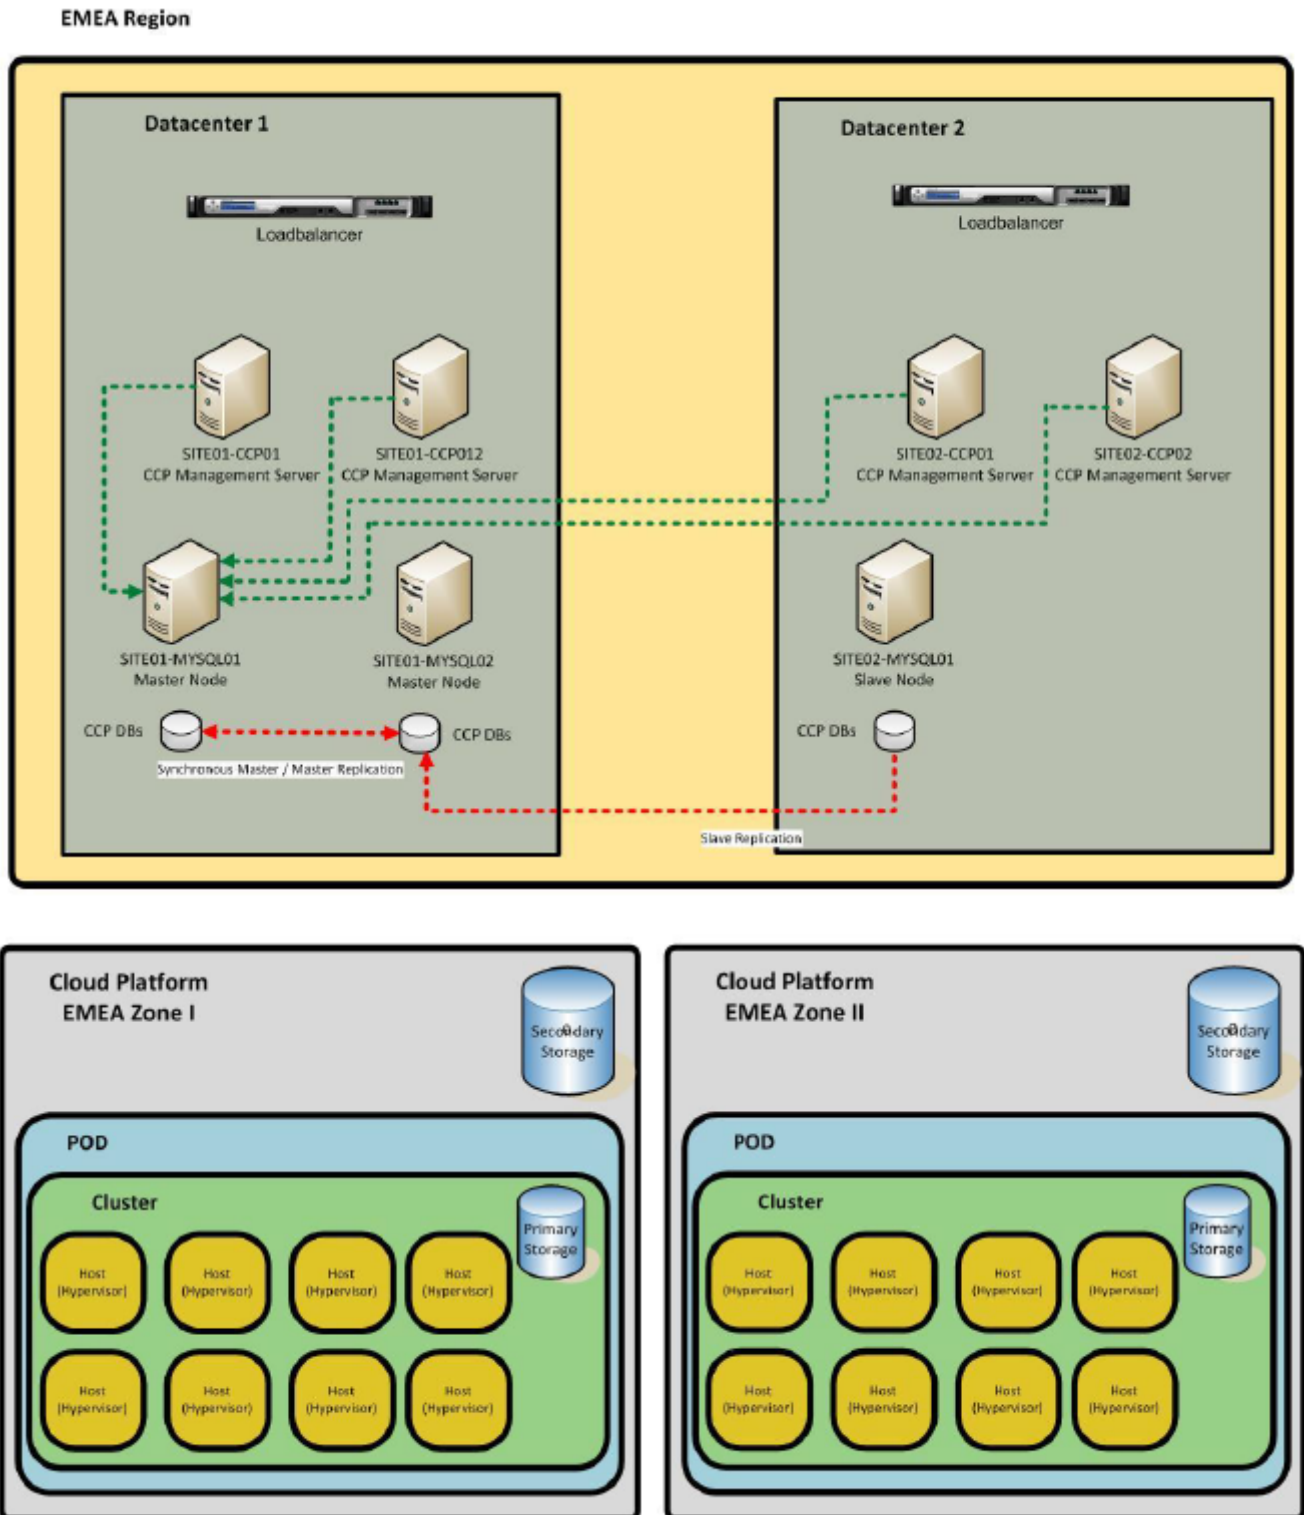 EMEA Region
Datacenter 1
Loadbalancer
SITE01-CCP01
CCP Management Server
SITE01-CCP012
CCP Management Server
SITE01-MYSQL01
Master Node
SITE01-MYSQL02
Master Node
CCP DBs
CCP DBs
Synchronous Master / Master Replication
Datacenter 2
Loadbalancer
SITE02-CCP01
CCP Management Server
SITE02-CCP02
CCP Management Server
SITE02-MYSQL01
Slave Node
CCP DBs
Slave Replication
Cloud Platform
EMEA Zone I
Secondary
Storage
POD
Cluster
Primary
Storage
Host
(Hypervisor)
Host
(Hypervisor)
Host
(Hypervisor)
Host
(Hypervisor)
Host
(Hypervisor)
Host
(Hypervisor)
Host
(Hypervisor)
Host
(Hypervisor)
Cloud Platform
EMEA Zone II
Secondary
Storage
POD
Cluster
Primary
Storage
Host
(Hypervisor)
Host
(Hypervisor)
Host
(Hypervisor)
Host
(Hypervisor)
Host
(Hypervisor)
Host
(Hypervisor)
Host
(Hypervisor)
Host
(Hypervisor)